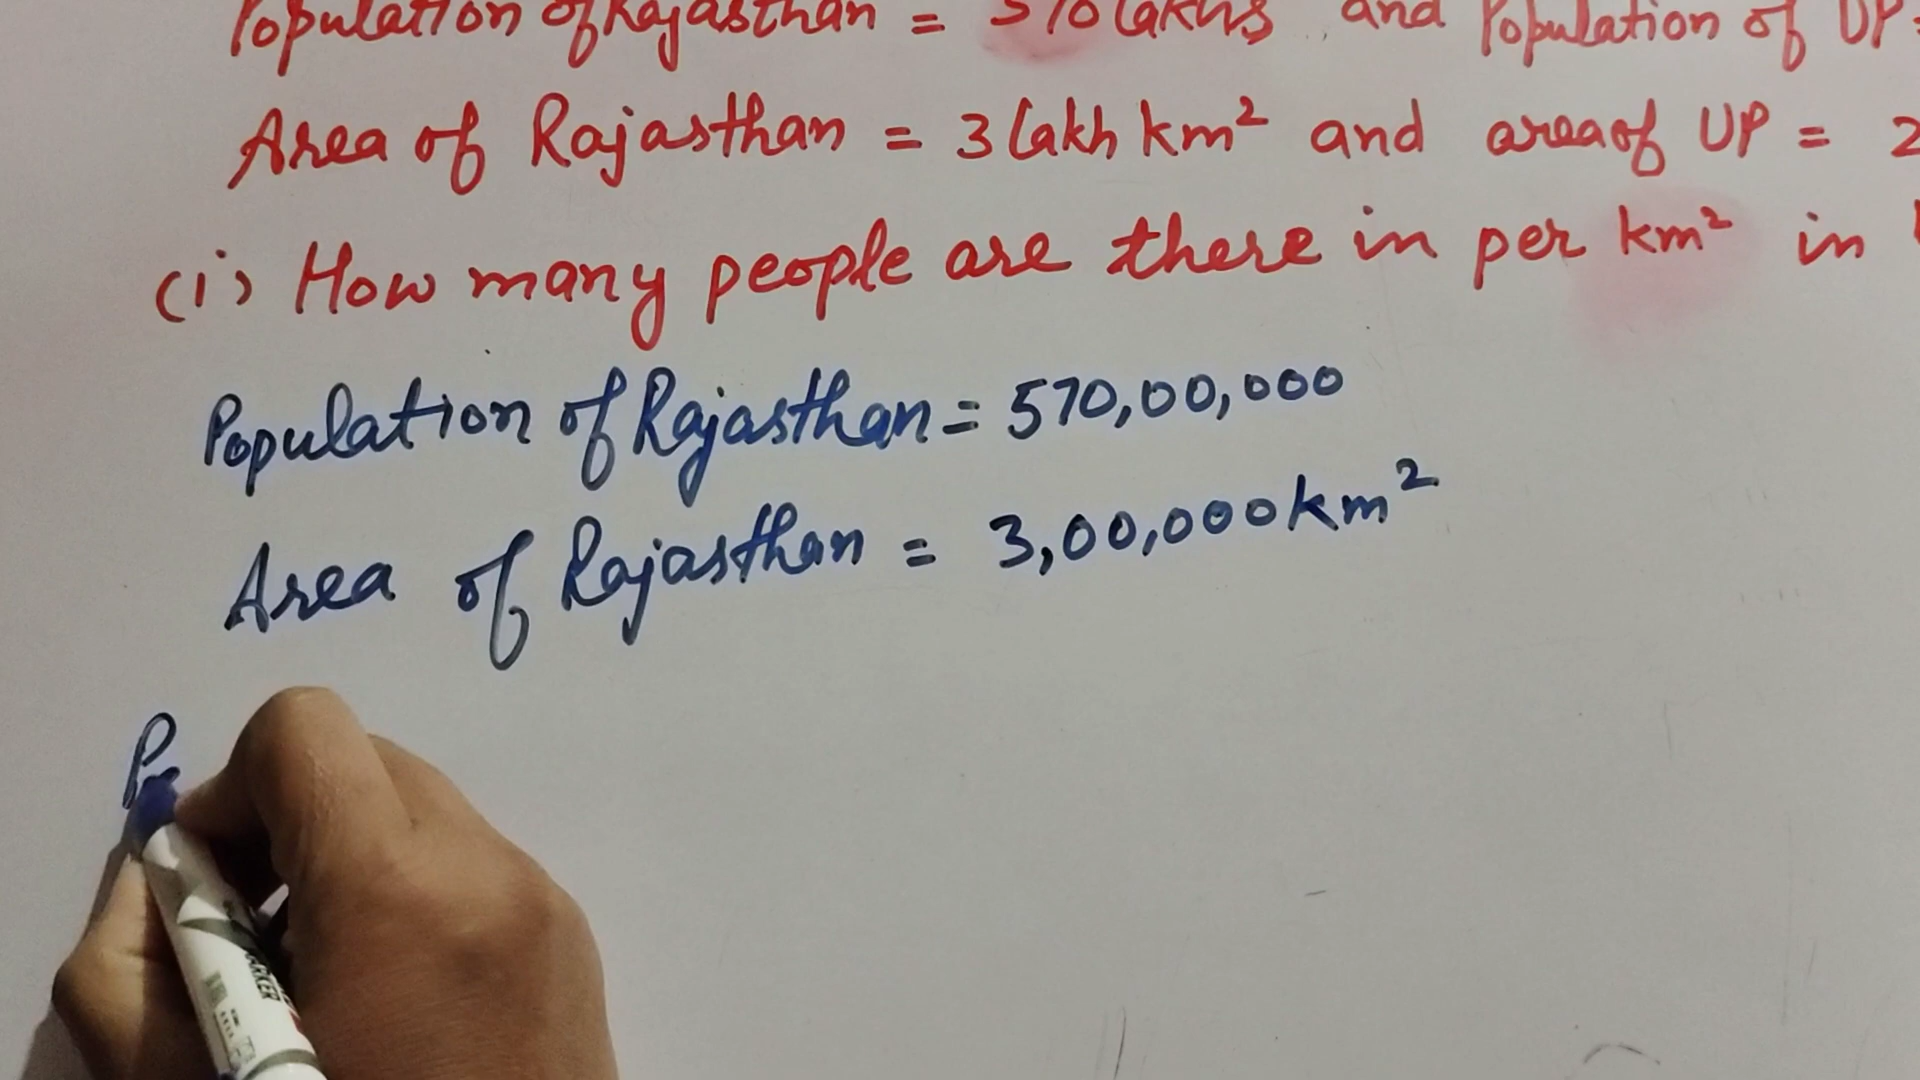 Population of Rajasthan = 570 lakhs and Population of UP =
Area of Rajasthan = 3 lakh km² and area of UP = 2
(i) How many people are there in per km² in
Population of Rajasthan = 570,00,000
Area of Rajasthan = 3,00,000 km²